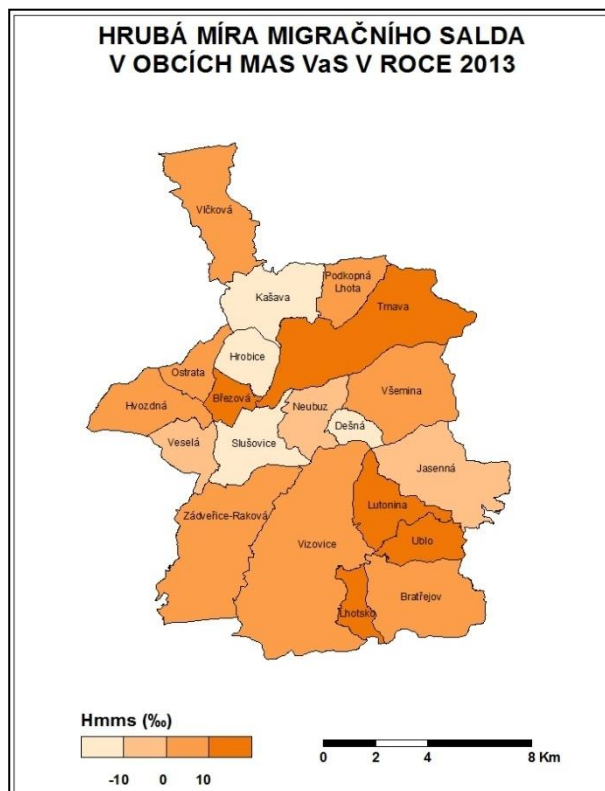 HRUBÁ MÍRA MIGRAČNÍHO SALDA
V OBCÍCH MAS VaS V ROCE 2013
Vlčková
Kašava
Podkopná
Lhota
Trnava
Hrobice
Ostrata
Březová
Hvozdná
Neubuz
Všemina
Veselá
Slušovice
Dešná
Jasenná
Lutonina
Zádveřice-Raková
Vizovice
Ublo
Lhotsko
Bratřejov
Hmms (‰)
-10 0 10
0 2 4 8 Km